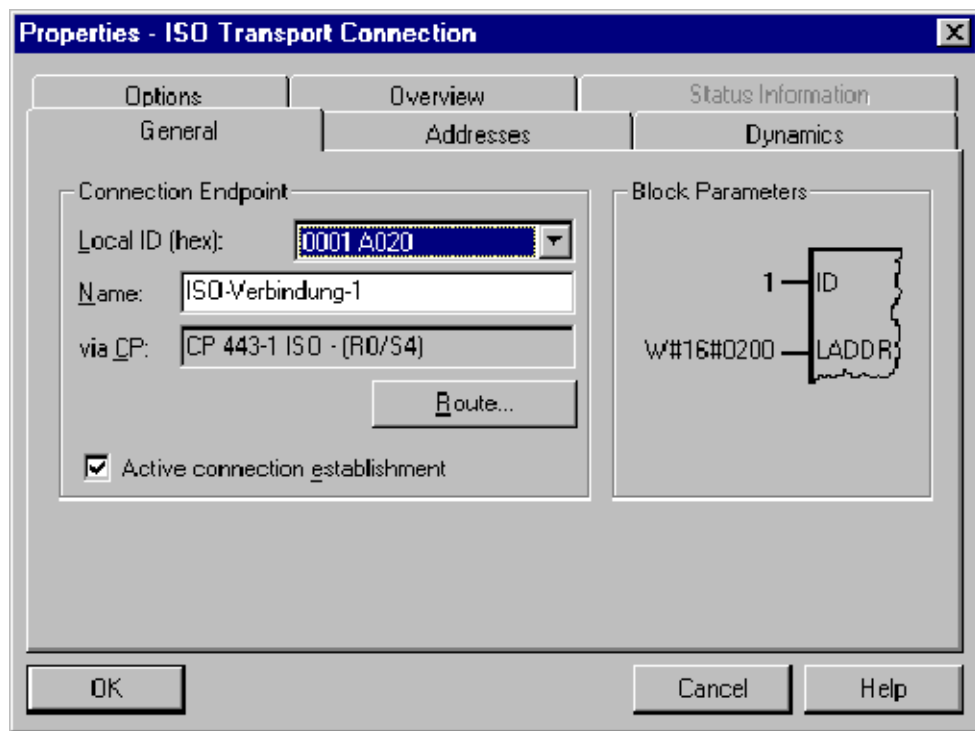 Properties - ISO Transport Connection
Options Overview Status Information
General Addresses Dynamics
Connection Endpoint
Local ID (hex): 0001 A020
Name: ISO-Verbindung-1
via CP: CP 443-1 ISO - (R0/S4)
Route...
Active connection establishment
Block Parameters
1 ID
W#16#0200 LADDR
OK Cancel Help